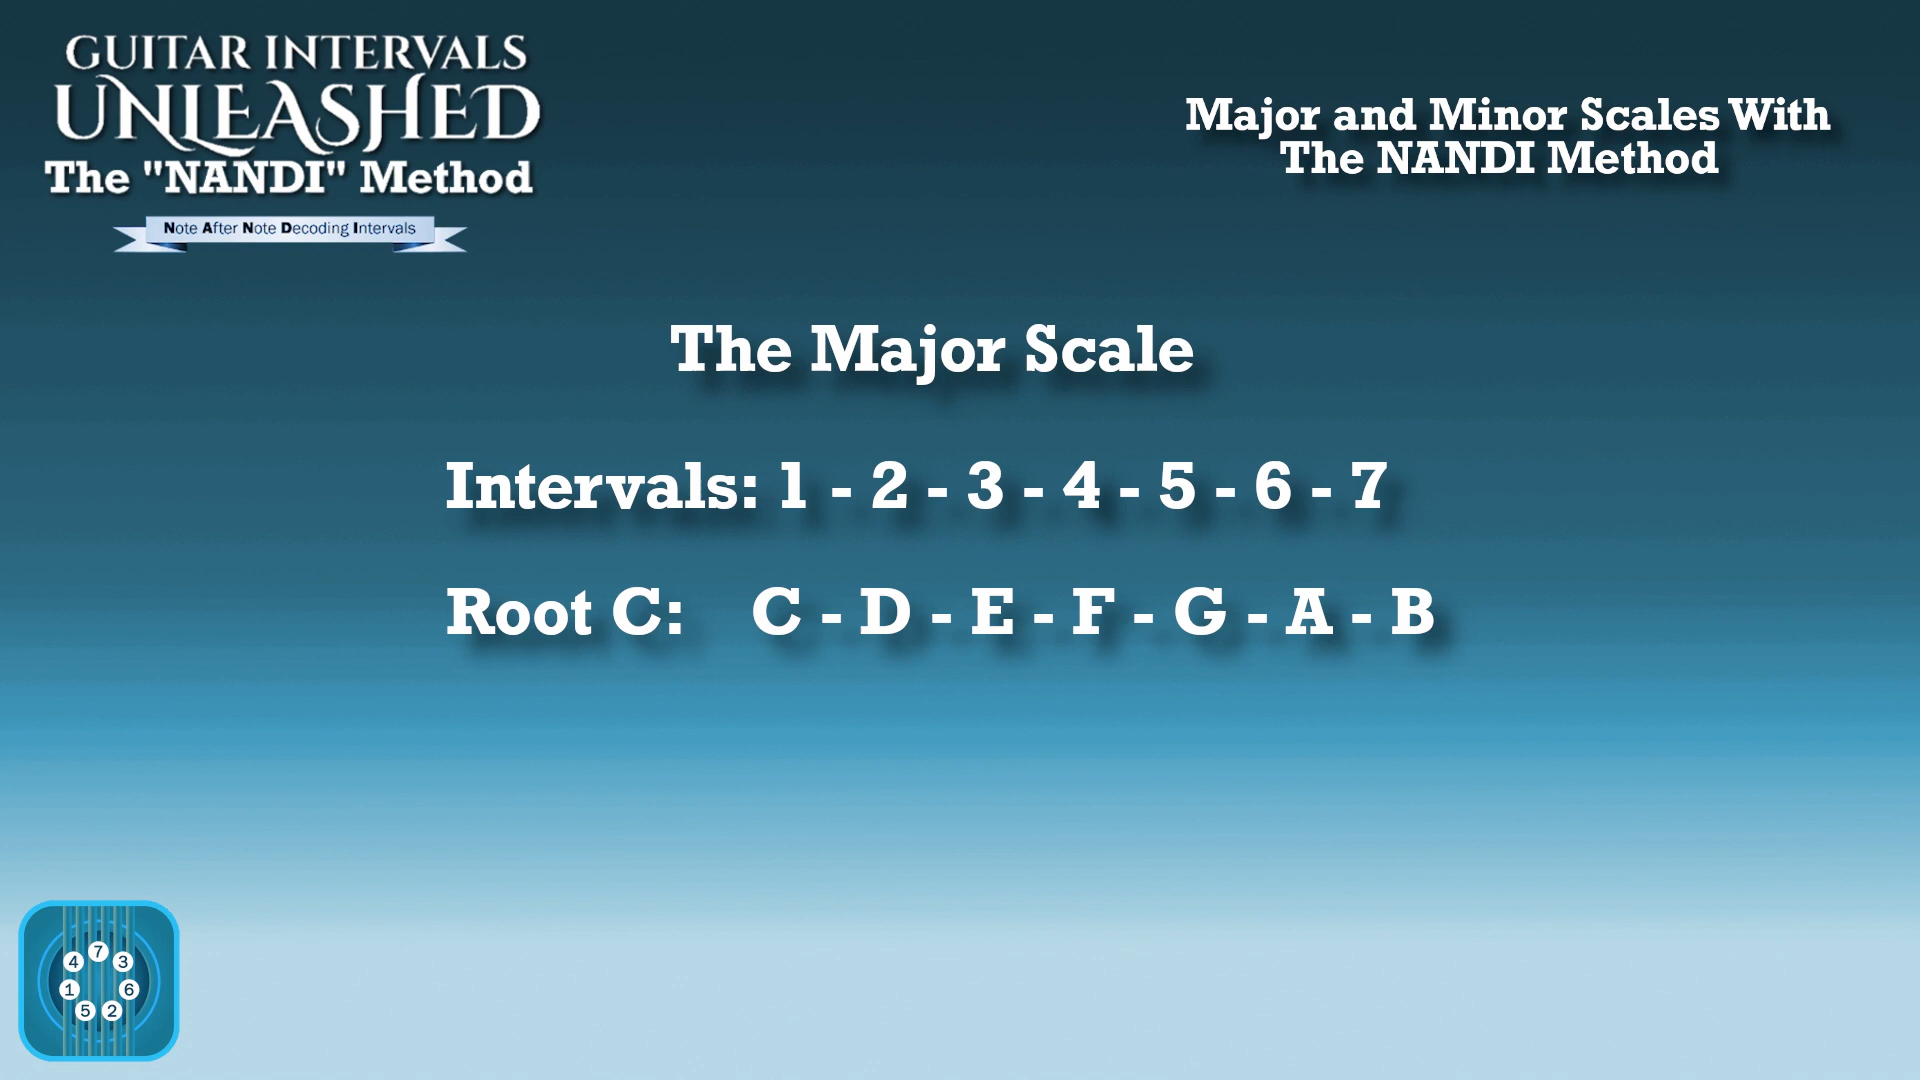 GUITAR INTERVALS
UNLEASHED
The "NANDI" Method
Note After Note Decoding Intervals
Major and Minor Scales With
The NANDI Method
The Major Scale
Intervals: 1 - 2 - 3 - 4 - 5 - 6 - 7
Root C: C - D - E - F - G - A - B
7
4 3
1 6
5 2